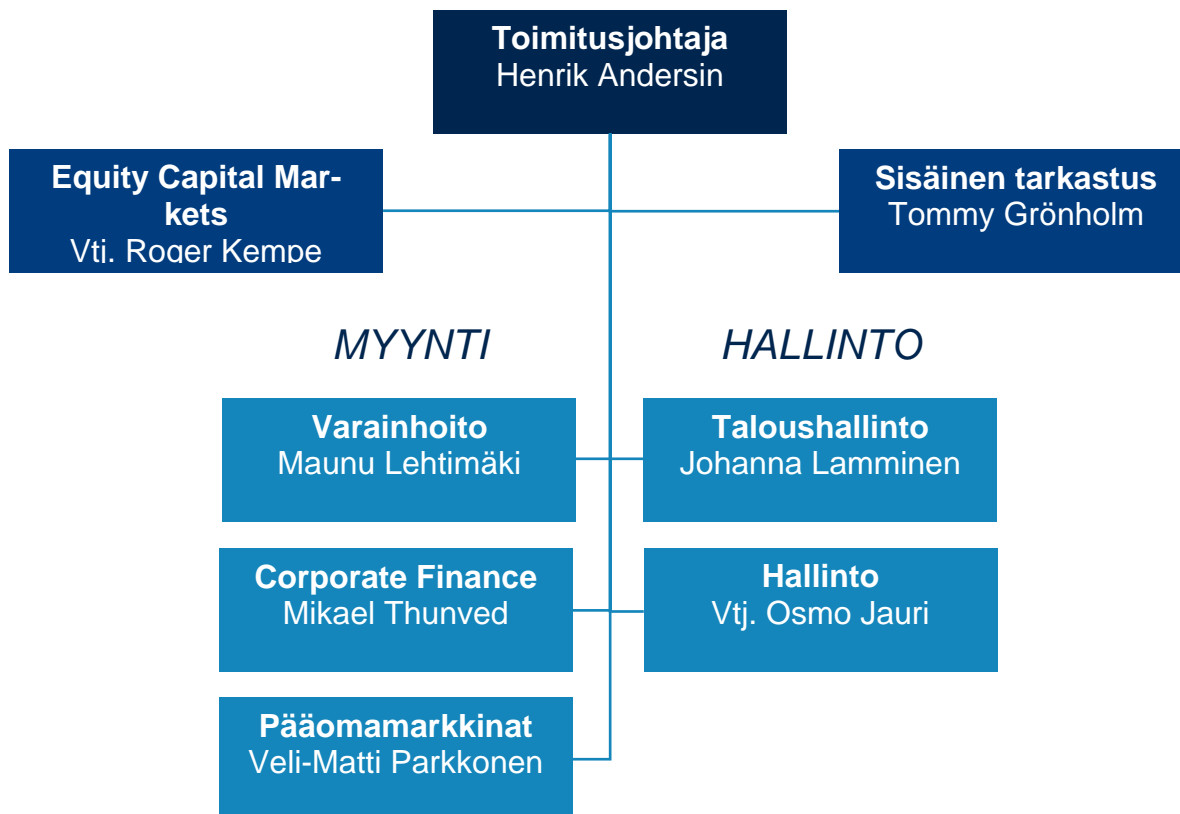 Toimitusjohtaja
Henrik Andersin
Equity Capital Mar-
kets
Vtj. Roger Kempe
Sisäinen tarkastus
Tommy Grönholm
MYYNTI
HALLINTO
Varainhoito
Maunu Lehtimäki
Taloushallinto
Johanna Lamminen
Corporate Finance
Mikael Thunved
Hallinto
Vtj. Osmo Jauri
Pääomamarkkinat
Veli-Matti Parkkonen